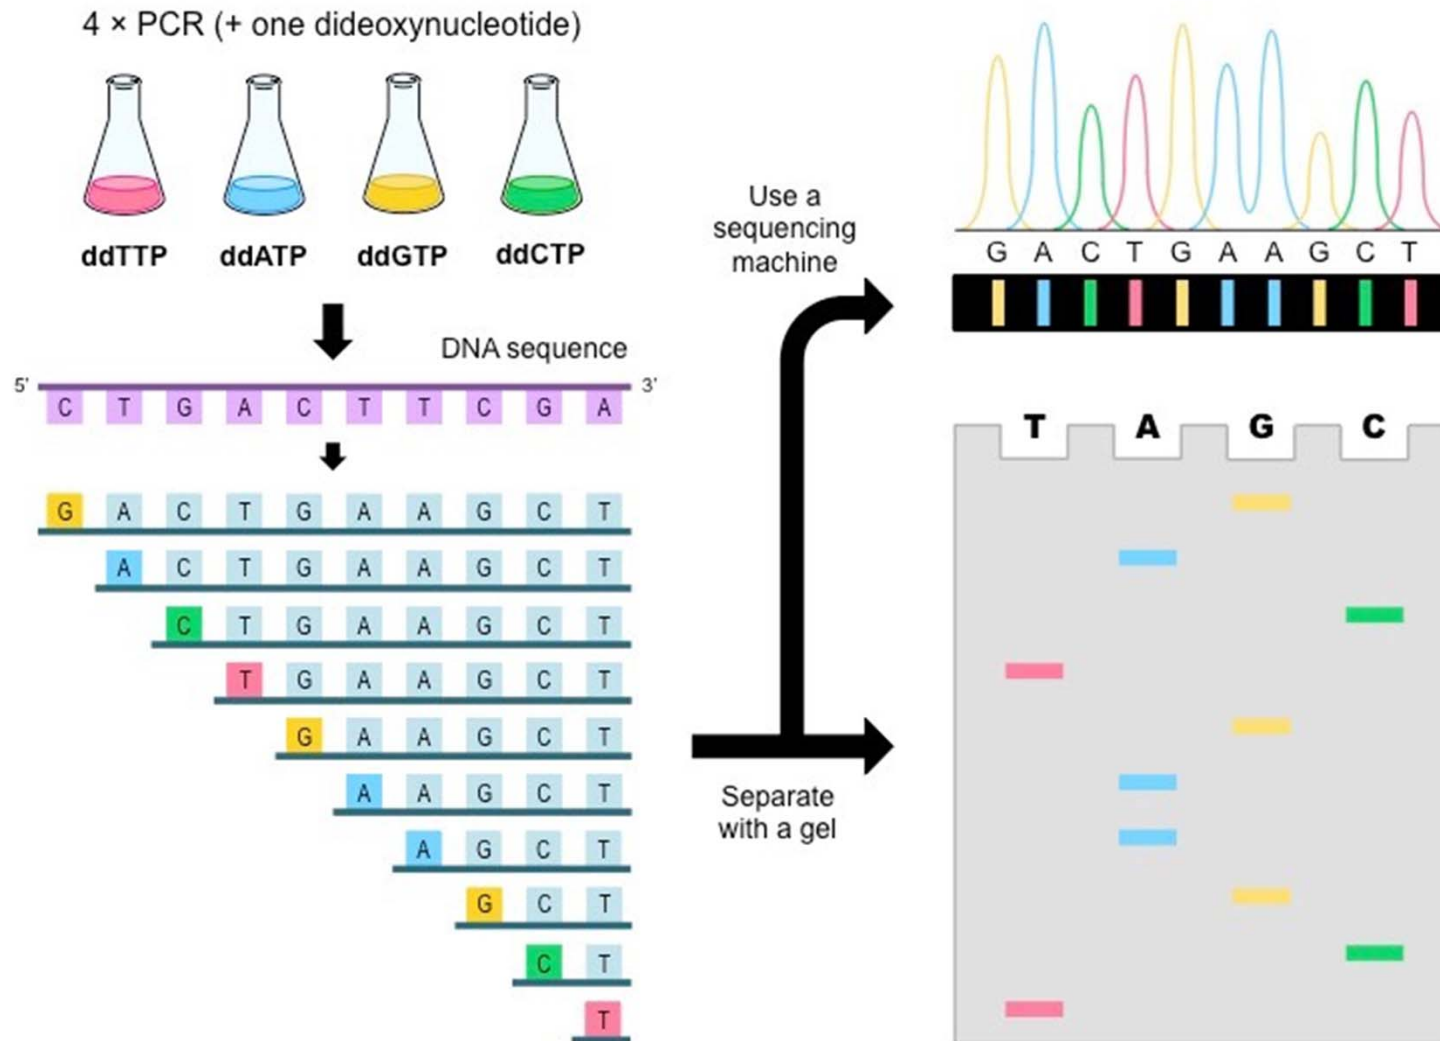 4 × PCR (+ one dideoxynucleotide)
ddTTP ddATP ddGTP ddCTP
DNA sequence
5' 3'
C T G A C T T C G A
G A C T G A A G C T
A C T G A A G C T
C T G A A G C T
T G A A G C T
G A A G C T
A A G C T
A G C T
G C T
C T
T
Use a
sequencing
machine
Separate
with a gel
G A C T G A A G C T
T A G C